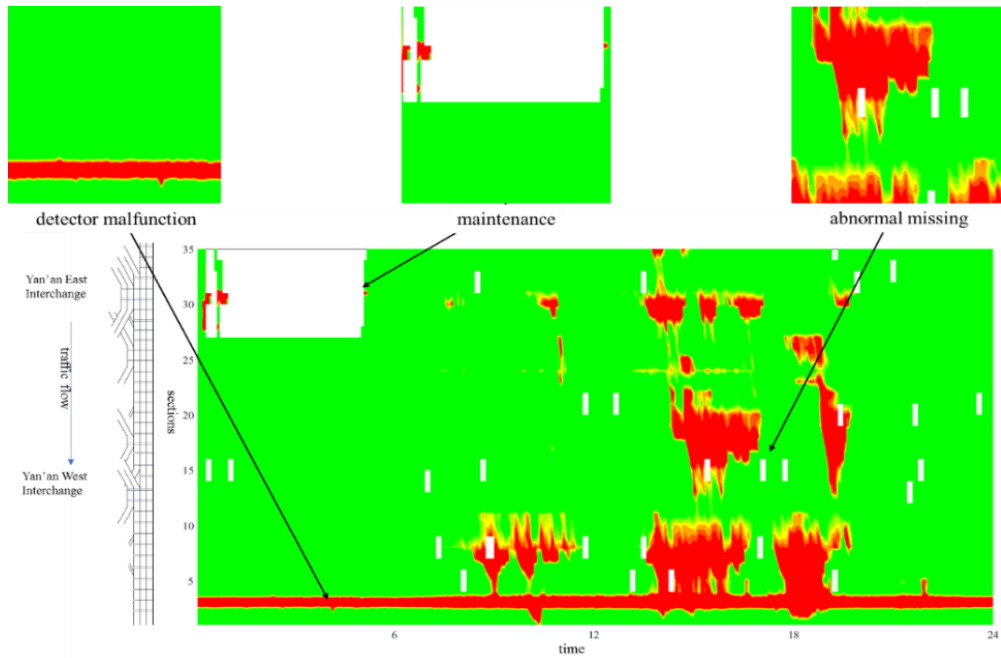 detector malfunction
maintenance
abnormal missing
Yan'an East
Interchange
traffic flow
Yan'an West
Interchange
sections
35
30
25
20
15
10
5
6
12
18
24
time